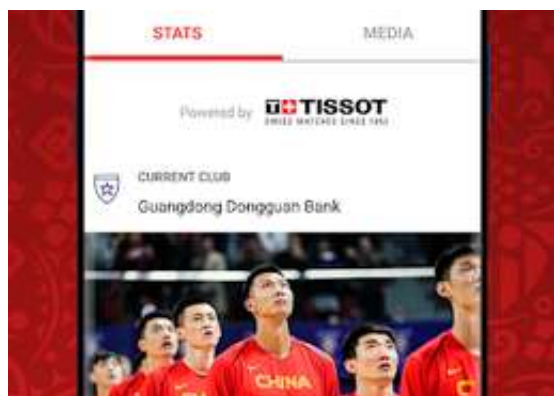 STATS MEDIA
Powered by TISSOT
SWISS WATCHES SINCE 1853
CURRENT CLUB
Guangdong Dongguan Bank
CHINA